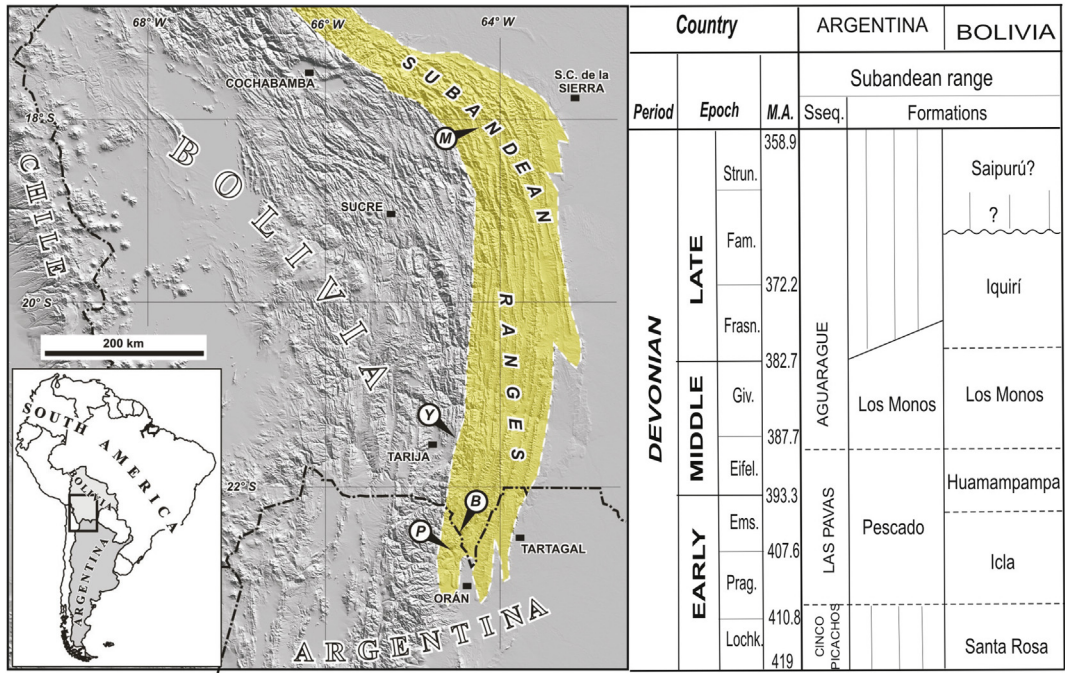 68° W
66° W
64° W
COCHABAMBA
S.C. de la
SIERRA
18° S
M
SUBANDEAN
RANGES
BOLIVIA
CHILE
SUCRE
20° S
200 km
Y
TARIJA
22° S
B
P
TARTAGAL
ORÁN
ARGENTINA
SOUTH AMERICA
BOLIVIA
ARGENTINA
Country
ARGENTINA
BOLIVIA
Subandean range
Period
Epoch
M.A.
Sseq.
Formations
358.9
Strun.
Saipurú?
?
LATE
Fam.
372.2
Iquirí
Frasn.
382.7
DEVONIAN
AGUARAGUE
MIDDLE
Giv.
Los Monos
Los Monos
387.7
Eifel.
Huamampampa
393.3
LAS PAVAS
Ems.
Pescado
407.6
Icla
EARLY
Prag.
410.8
CINCO
PICACHOS
Lochk.
Santa Rosa
419